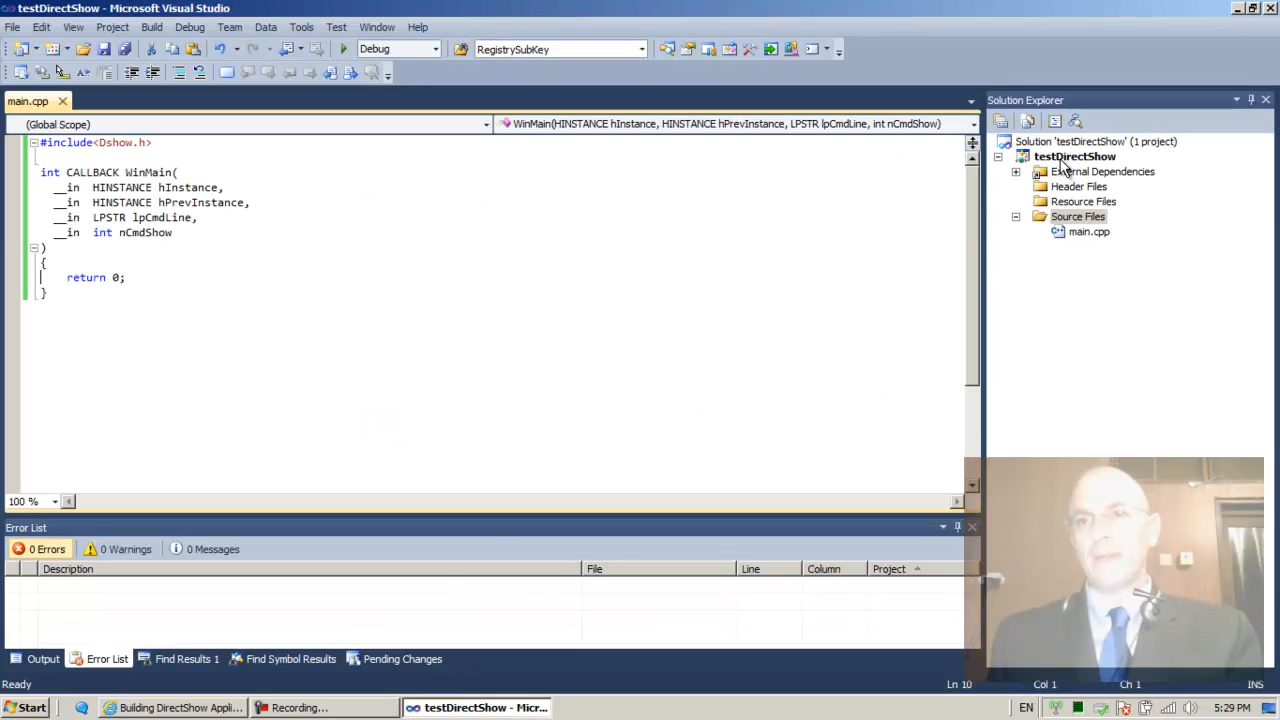 testDirectShow - Microsoft Visual Studio
File Edit View Project Build Debug Team Data Tools Test Window Help
Debug RegistrySubKey
main.cpp
Solution Explorer
(Global Scope) WinMain(HINSTANCE hInstance, HINSTANCE hPrevInstance, LPSTR lpCmdLine, int nCmdShow)
Solution 'testDirectShow' (1 project)
testDirectShow
External Dependencies
Header Files
Resource Files
Source Files
main.cpp
#include<Dshow.h>
int CALLBACK WinMain(
__in HINSTANCE hInstance,
__in HINSTANCE hPrevInstance,
__in LPSTR lpCmdLine,
__in int nCmdShow
)
{
return 0;
}
100 %
Error List
0 Errors 0 Warnings 0 Messages
Description File Line Column Project
Output Error List Find Results 1 Find Symbol Results Pending Changes
Ready Ln 10 Col 1 Ch 1 INS
Start Building DirectShow Appli... Recording... testDirectShow - Micr... EN 5:29 PM